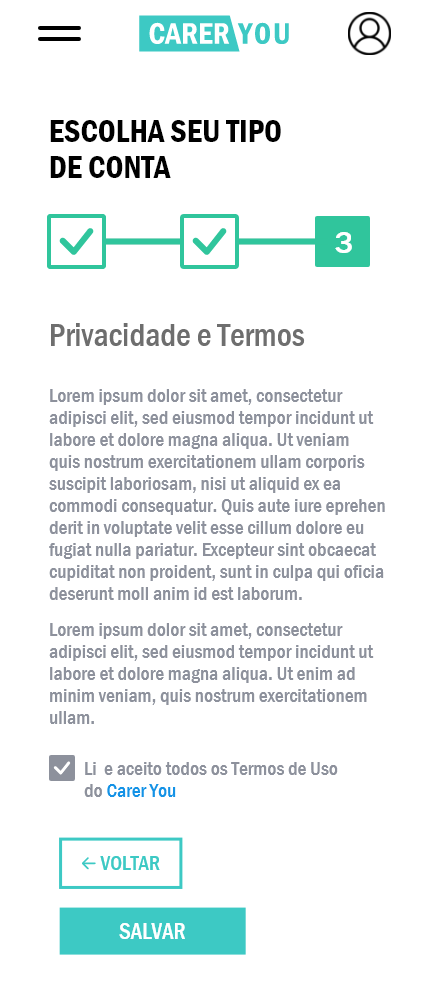 CARER YOU
ESCOLHA SEU TIPO
DE CONTA
3
Privacidade e Termos
Lorem ipsum dolor sit amet, consectetur
adipisci elit, sed eiusmod tempor incidunt ut
labore et dolore magna aliqua. Ut veniam
quis nostrum exercitationem ullam corporis
suscipit laboriosam, nisi ut aliquid ex ea
commodi consequatur. Quis aute iure eprehen
derit in voluptate velit esse cillum dolore eu
fugiat nulla pariatur. Excepteur sint obcaecat
cupiditat non proident, sunt in culpa qui oficia
deserunt moll anim id est laborum.
Lorem ipsum dolor sit amet, consectetur
adipisci elit, sed eiusmod tempor incidunt ut
labore et dolore magna aliqua. Ut enim ad
minim veniam, quis nostrum exercitationem
ullam.
Li e aceito todos os Termos de Uso
do Carer You
← VOLTAR
SALVAR